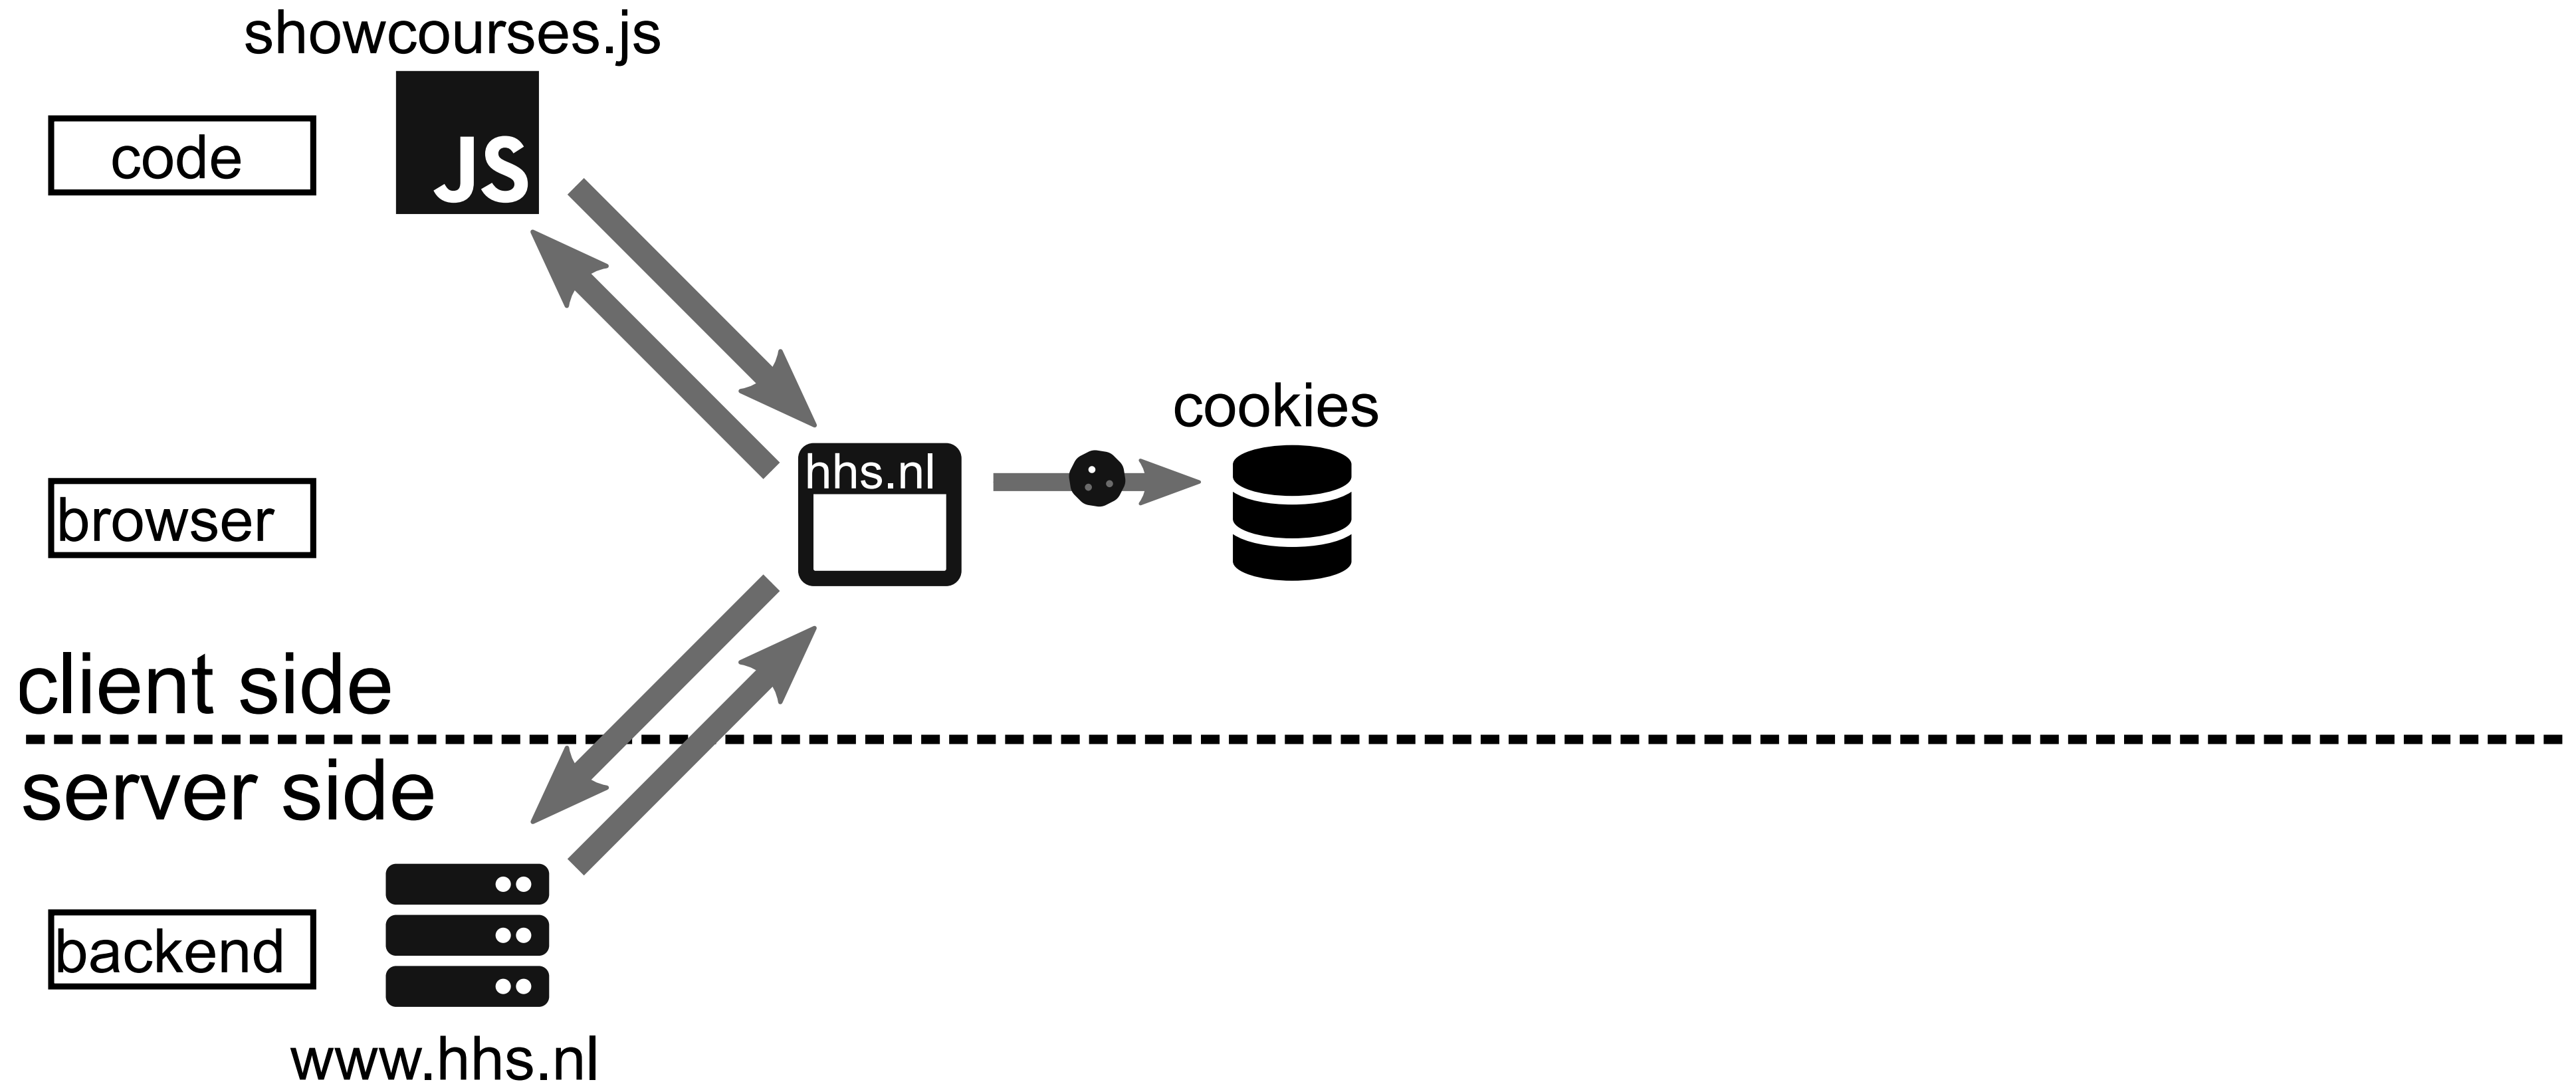 showcourses.js
JS
code
cookies
hhs.nl
browser
client side
server side
backend
www.hhs.nl